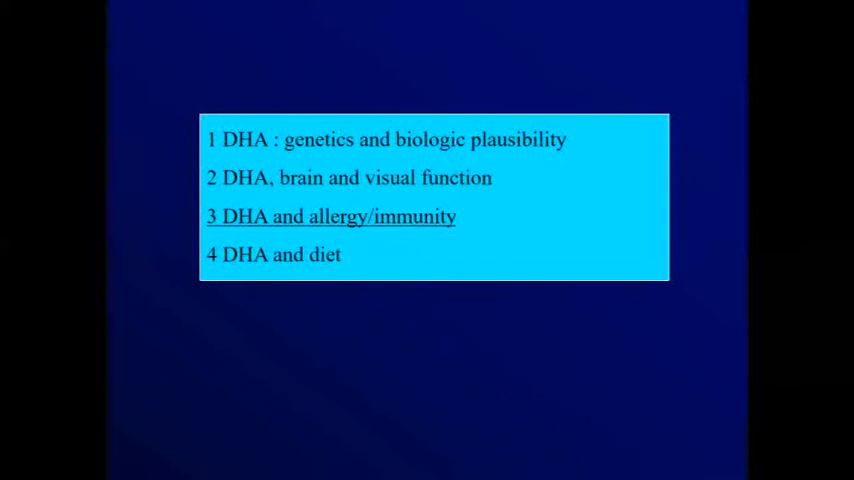 1 DHA : genetics and biologic plausibility
2 DHA, brain and visual function
3 DHA and allergy/immunity
4 DHA and diet